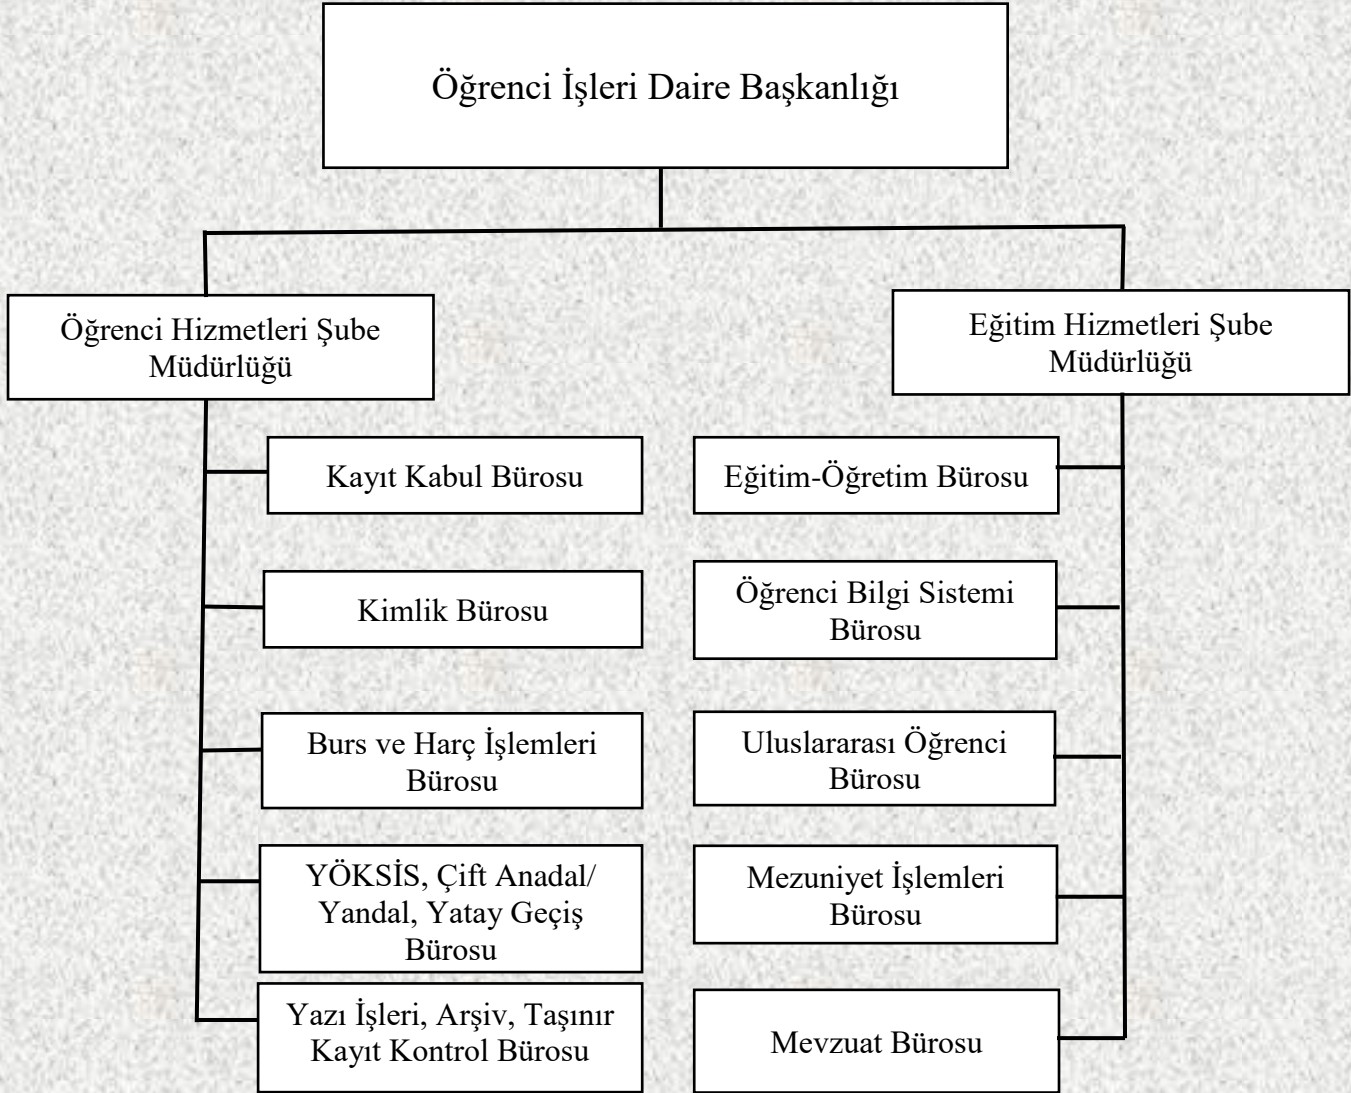 Öğrenci İşleri Daire Başkanlığı
Öğrenci Hizmetleri Şube
Müdürlüğü
Eğitim Hizmetleri Şube
Müdürlüğü
Kayıt Kabul Bürosu
Kimlik Bürosu
Burs ve Harç İşlemleri
Bürosu
YÖKSİS, Çift Anadal/
Yandal, Yatay Geçiş
Bürosu
Yazı İşleri, Arşiv, Taşınır
Kayıt Kontrol Bürosu
Eğitim-Öğretim Bürosu
Öğrenci Bilgi Sistemi
Bürosu
Uluslararası Öğrenci
Bürosu
Mezuniyet İşlemleri
Bürosu
Mevzuat Bürosu